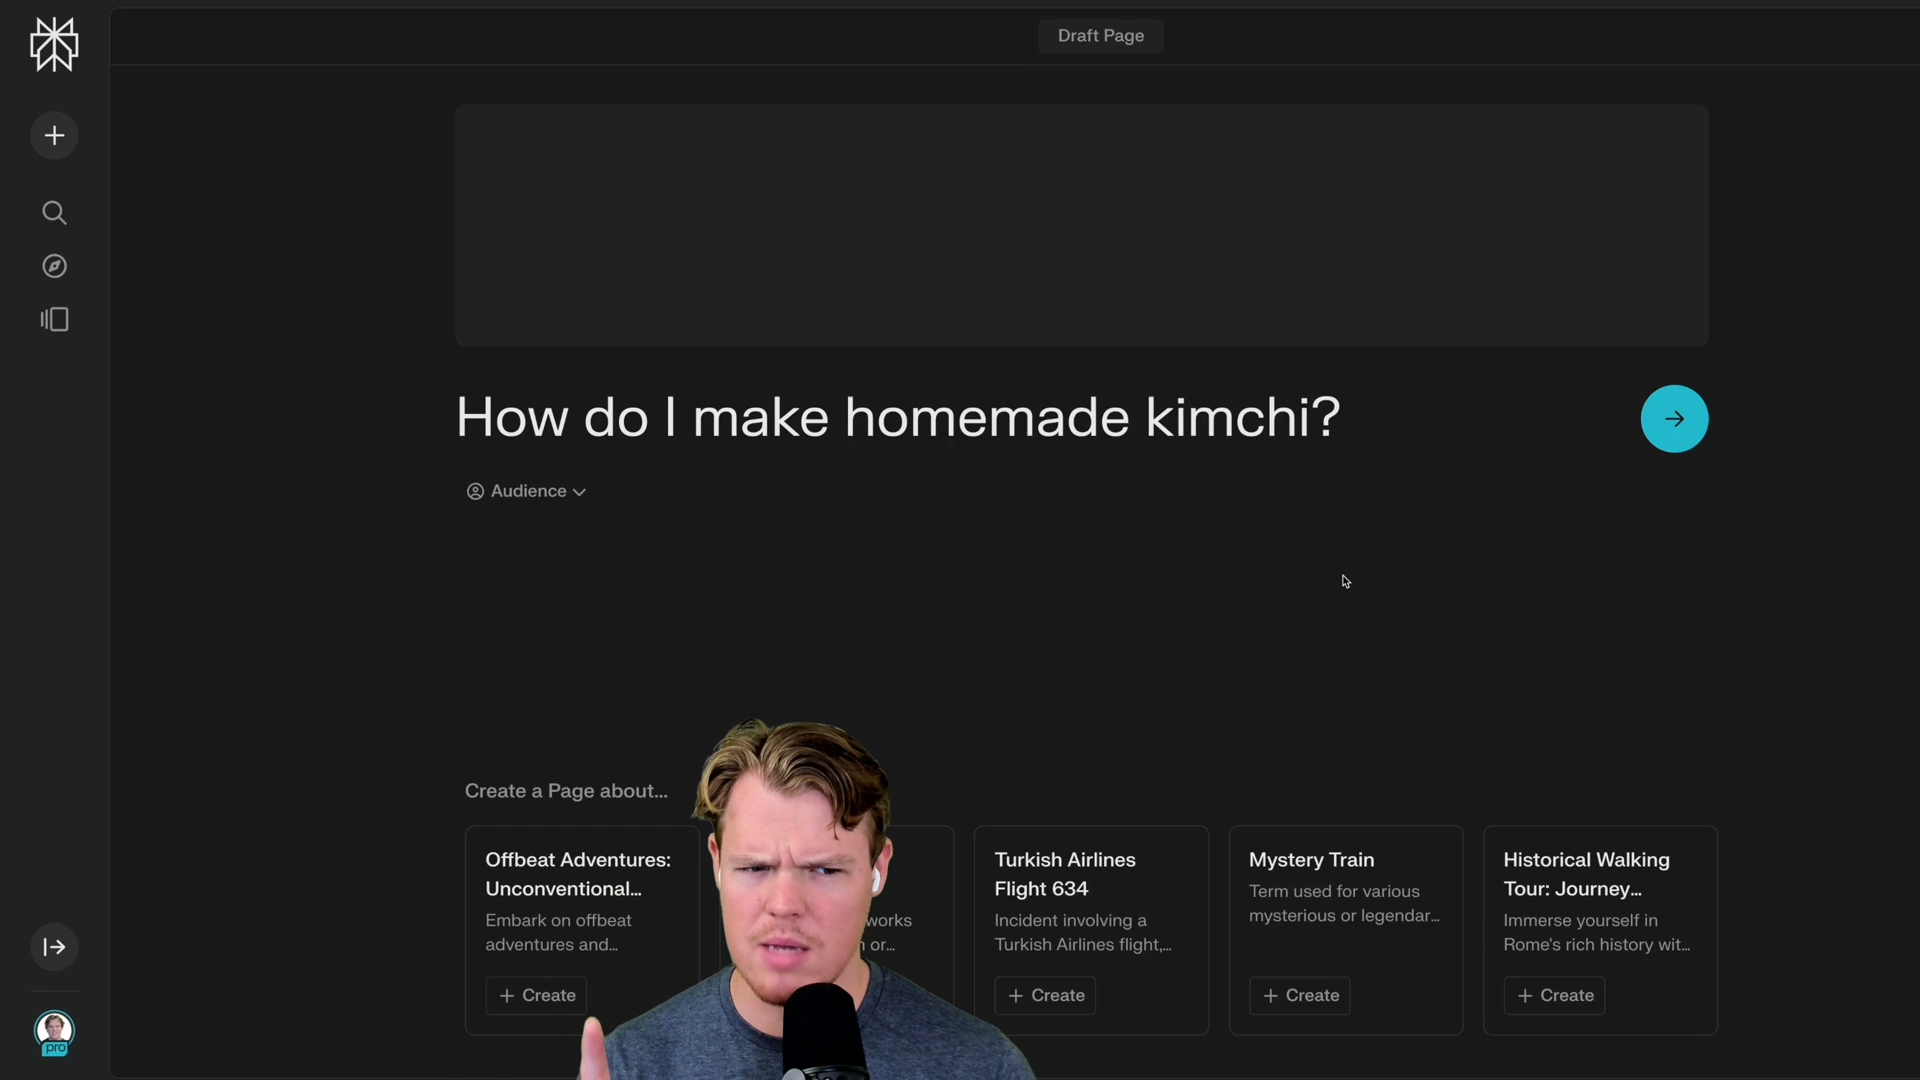 Draft Page
How do I make homemade kimchi?
Audience
Create a Page about...
Offbeat Adventures:
Unconventional...
Embark on offbeat
adventures and...
+ Create
works
or...
Turkish Airlines
Flight 634
Incident involving a
Turkish Airlines flight,...
+ Create
Mystery Train
Term used for various
mysterious or legendar...
+ Create
Historical Walking
Tour: Journey...
Immerse yourself in
Rome's rich history wit...
+ Create
pro